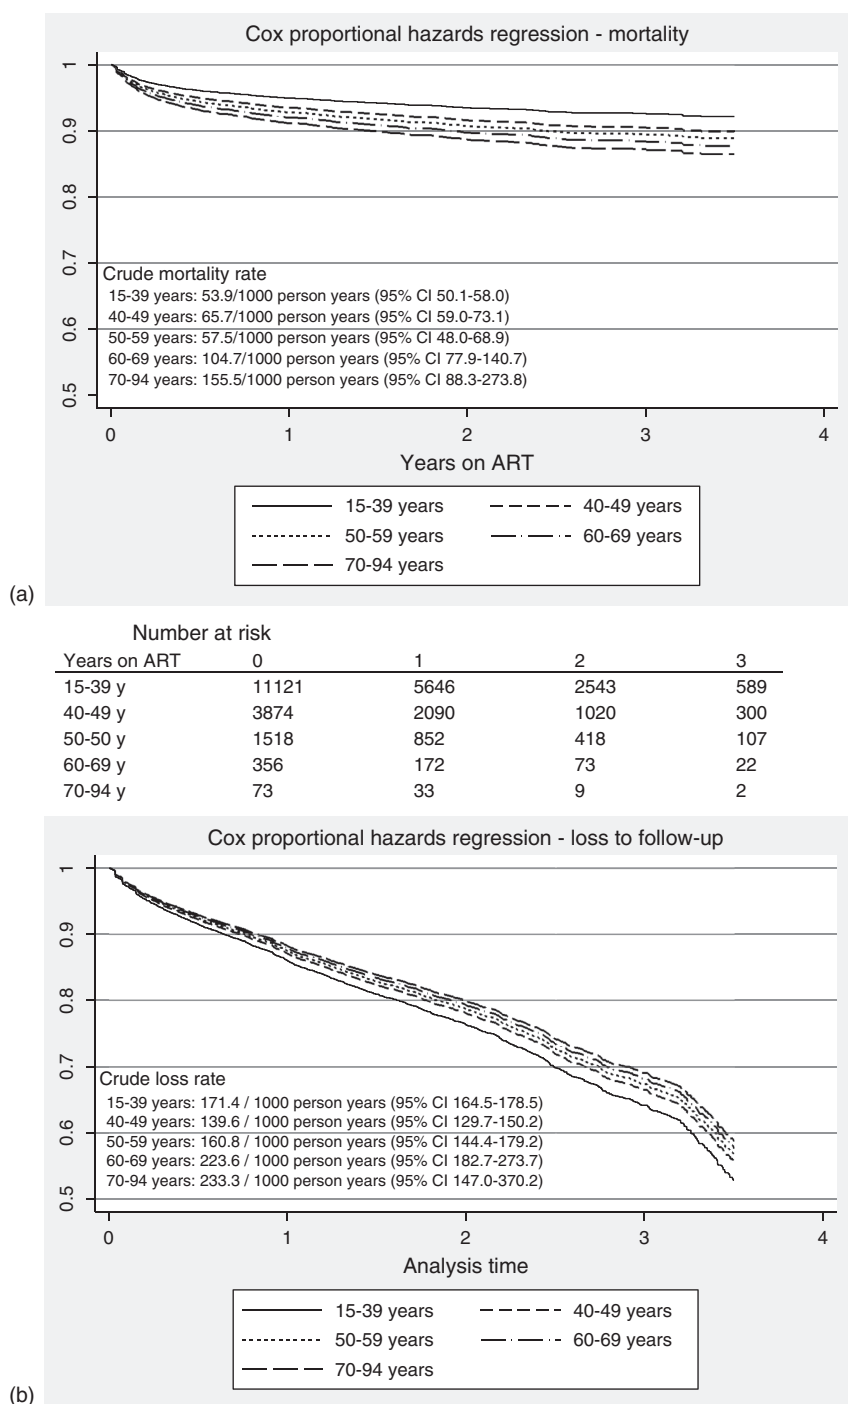 Cox proportional hazards regression - mortality
1
0.9
0.8
0.7
0.6
0.5
Crude mortality rate
15-39 years: 53.9/1000 person years (95% CI 50.1-58.0)
40-49 years: 65.7/1000 person years (95% CI 59.0-73.1)
50-59 years: 57.5/1000 person years (95% CI 48.0-68.9)
60-69 years: 104.7/1000 person years (95% CI 77.9-140.7)
70-94 years: 155.5/1000 person years (95% CI 88.3-273.8)
0 1 2 3 4
Years on ART
15-39 years 40-49 years
50-59 years 60-69 years
70-94 years
(a)
Number at risk
Years on ART 0 1 2 3
15-39 y 11121 5646 2543 589
40-49 y 3874 2090 1020 300
50-50 y 1518 852 418 107
60-69 y 356 172 73 22
70-94 y 73 33 9 2
Cox proportional hazards regression - loss to follow-up
1
0.9
0.8
0.7
0.6
0.5
Crude loss rate
15-39 years: 171.4 / 1000 person years (95% CI 164.5-178.5)
40-49 years: 139.6 / 1000 person years (95% CI 129.7-150.2)
50-59 years: 160.8 / 1000 person years (95% CI 144.4-179.2)
60-69 years: 223.6 / 1000 person years (95% CI 182.7-273.7)
70-94 years: 233.3 / 1000 person years (95% CI 147.0-370.2)
0 1 2 3 4
Analysis time
15-39 years 40-49 years
50-59 years 60-69 years
70-94 years
(b)